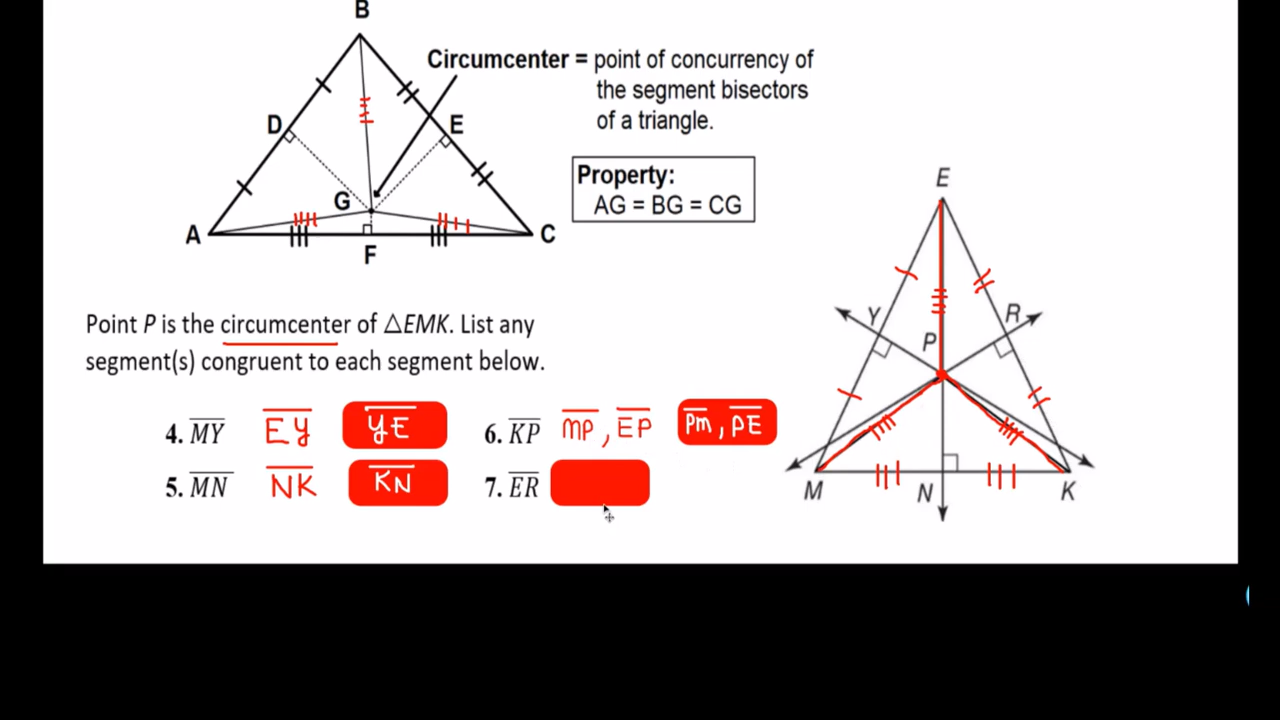 B
Circumcenter = point of concurrency of
the segment bisectors
of a triangle.
D
E
Property:
AG = BG = CG
G
A
C
F
E
Point P is the circumcenter of △EMK. List any
segment(s) congruent to each segment below.
Y
R
P
4. MY EY YE 6. KP MP, EP PM, PE
5. MN NK KN 7. ER
M
N
K